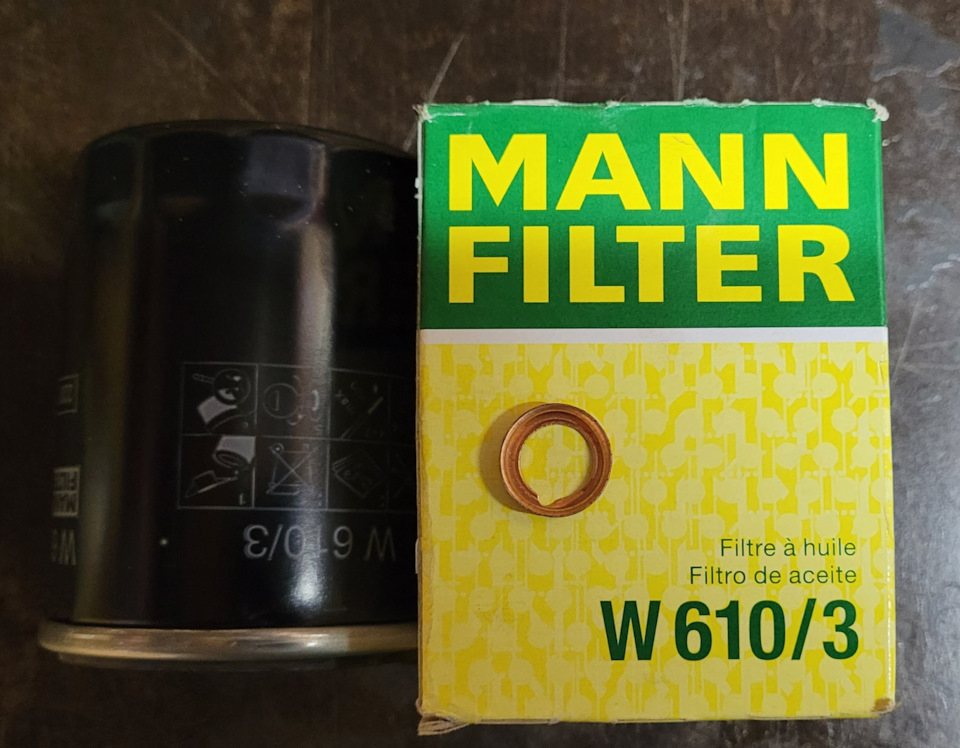 MANN
FILTER
Filtre à huile
Filtro de aceite
W 610/3
W 610/3